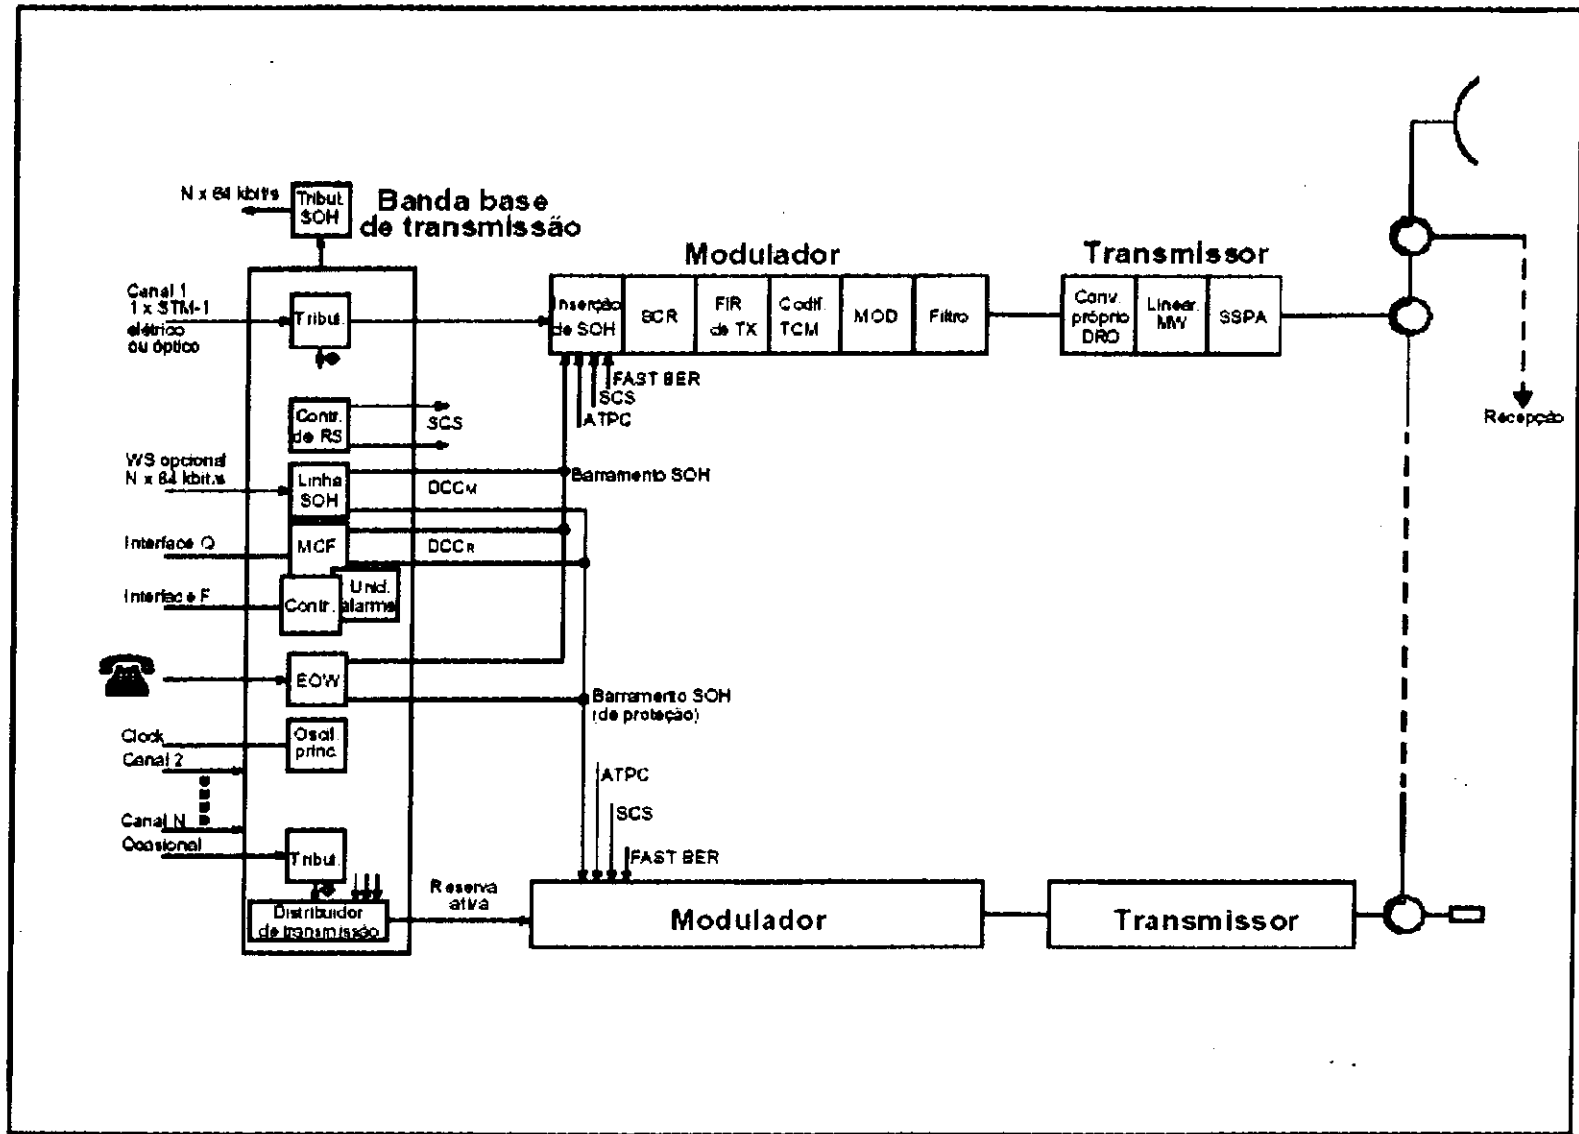 N x 64 kbit/s
Tribut.
SOH
Banda base
de transmissão
Modulador
Transmissor
Canal 1
1 x STM-1
elétrico
ou óptico
Tribut.
Inserção
de SOH
SCR
FIR
de TX
Codif.
TCM
MOD
Filtro
Conv.
próprio
DRO
Linear.
MW
SSPA
FAST BER
SCS
ATPC
Recepção
Contr.
de RS
SCS
WS opcional
N x 64 kbit/s
Linha
SOH
DCCM
Barramento SOH
Interface Q
MCF
DCCR
Interface F
Contr.
Unid.
alarme
EOW
Barramento SOH
(de proteção)
Clock
Oscil.
princ.
Canal 2
ATPC
SCS
Canal N
Ocasional
Tribut.
FAST BER
Reserva
ativa
Distribuidor
de transmissão
Modulador
Transmissor